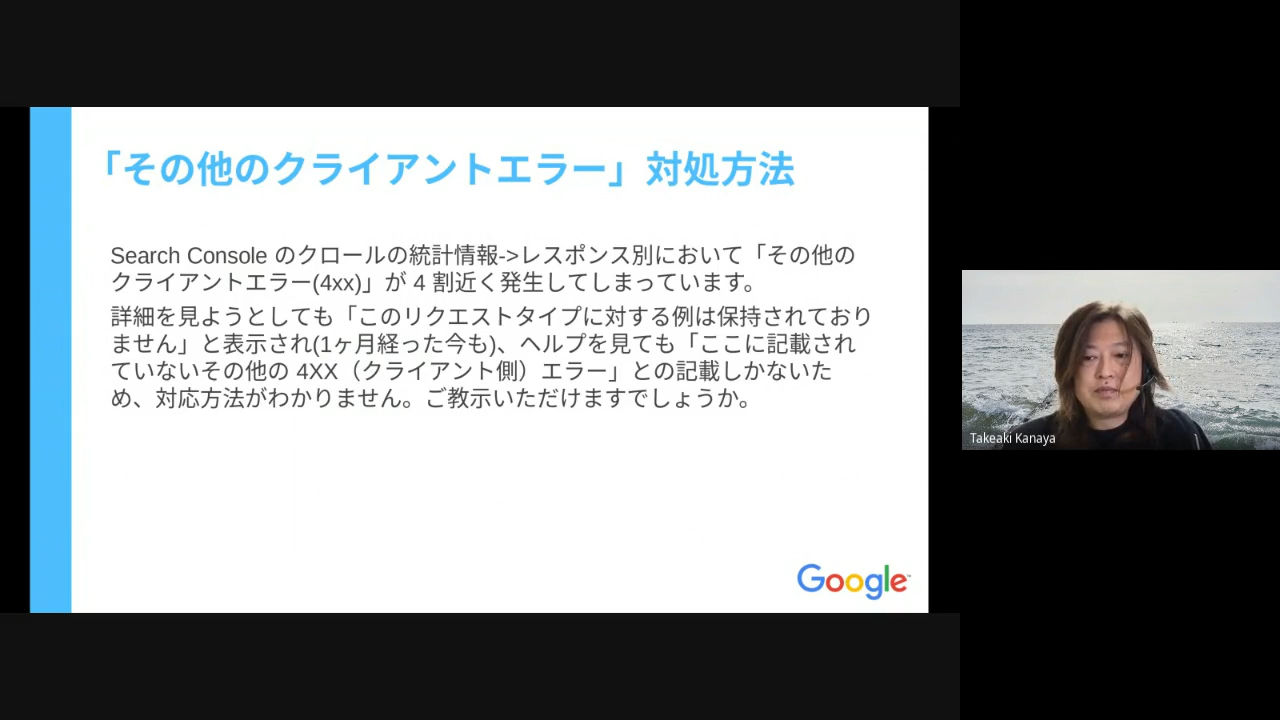 「その他のクライアントエラー」対処方法
Search Console のクロールの統計情報->レスポンス別において「その他の
クライアントエラー(4xx)」が 4 割近く発生してしまっています。
詳細を見ようとしても「このリクエストタイプに対する例は保持されており
ません」と表示され(1ヶ月経った今も)、ヘルプを見ても「ここに記載され
ていないその他の 4XX（クライアント側）エラー」との記載しかないた
め、対応方法がわかりません。ご教示いただけますでしょうか。
Google
Takeaki Kanaya